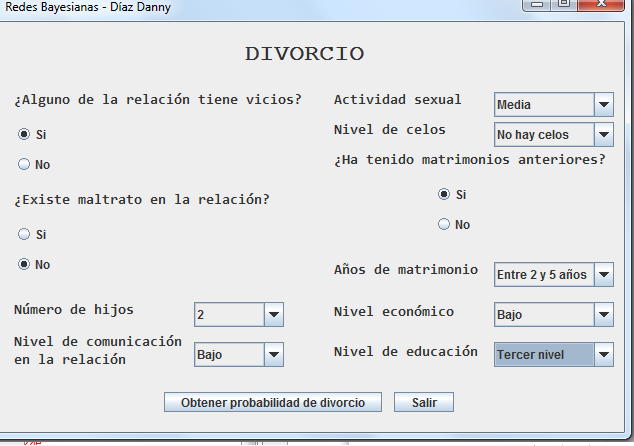 Redes Bayesianas - Díaz Danny
DIVORCIO
¿Alguno de la relación tiene vicios?
Si
No
¿Existe maltrato en la relación?
Si
No
Número de hijos
2
Nivel de comunicación
en la relación
Bajo
Actividad sexual
Media
Nivel de celos
No hay celos
¿Ha tenido matrimonios anteriores?
Si
No
Años de matrimonio
Entre 2 y 5 años
Nivel económico
Bajo
Nivel de educación
Tercer nivel
Obtener probabilidad de divorcio
Salir